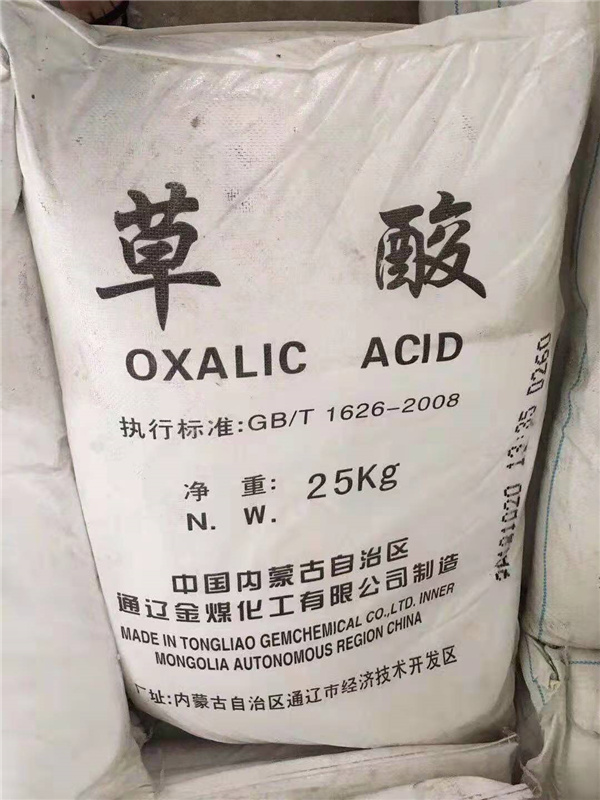 草 酸
OXALIC ACID
执行标准:GB/T 1626-2008
净 重: 25Kg
N. W.
中国内蒙古自治区
通辽金煤化工有限公司制造
MADE IN TONGLIAO GEMCHEMICAL CO.,LTD. INNER
MONGOLIA AUTONOMOUS REGION CHINA
厂址:内蒙古自治区通辽市经济技术开发区
13:35 0260